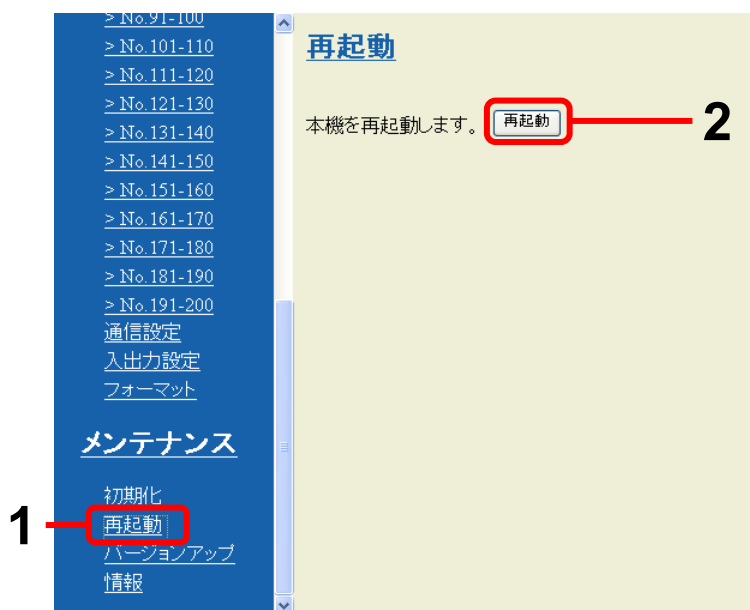 > No.91-100
> No.101-110
> No.111-120
> No.121-130
> No.131-140
> No.141-150
> No.151-160
> No.161-170
> No.171-180
> No.181-190
> No.191-200
通信設定
入出力設定
フォーマット
メンテナンス
初期化
1
再起動
バージョンアップ
情報
再起動
本機を再起動します。 再起動
2